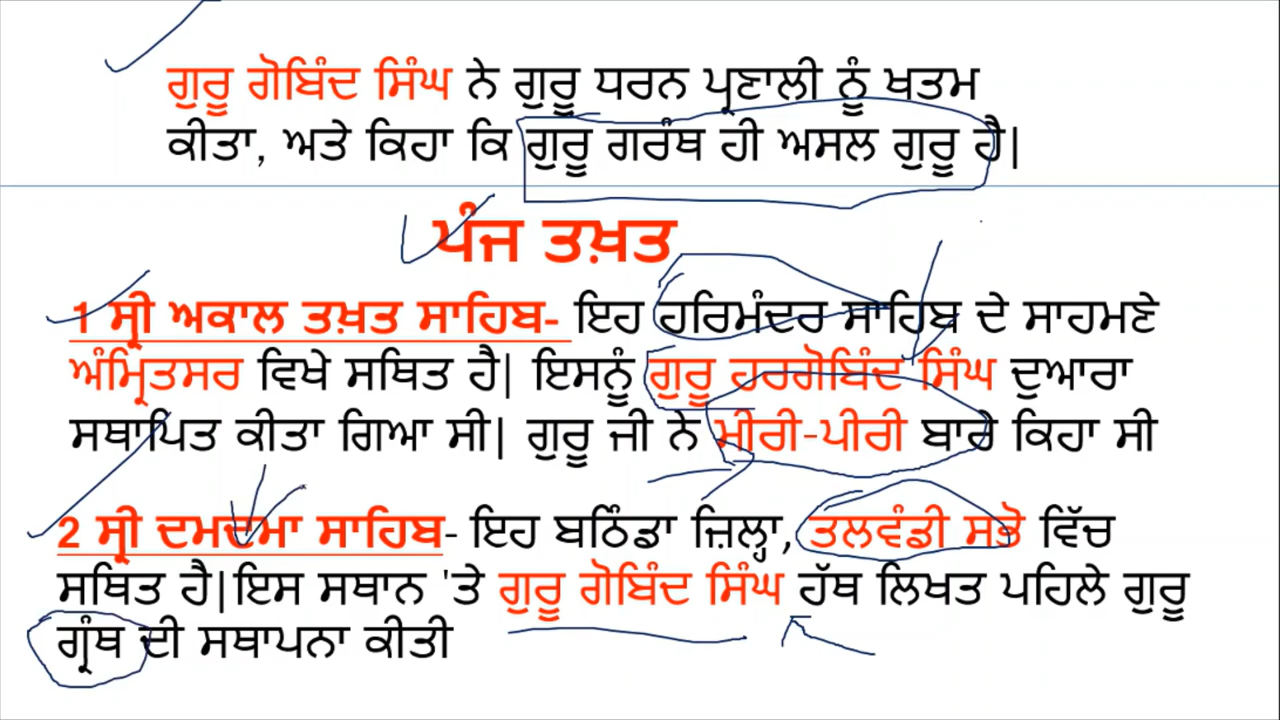 ਗੁਰੂ ਗੋਬਿੰਦ ਸਿੰਘ ਨੇ ਗੁਰੂ ਧਰਨ ਪ੍ਰਣਾਲੀ ਨੂੰ ਖਤਮ
ਕੀਤਾ, ਅਤੇ ਕਿਹਾ ਕਿ ਗੁਰੂ ਗਰੰਥ ਹੀ ਅਸਲ ਗੁਰੂ ਹੈ|
ਪੰਜ ਤਖ਼ਤ
1 ਸ੍ਰੀ ਅਕਾਲ ਤਖ਼ਤ ਸਾਹਿਬ- ਇਹ ਹਰਿਮੰਦਰ ਸਾਹਿਬ ਦੇ ਸਾਹਮਣੇ
ਅੰਮ੍ਰਿਤਸਰ ਵਿਖੇ ਸਥਿਤ ਹੈ| ਇਸਨੂੰ ਗੁਰੂ ਹਰਗੋਬਿੰਦ ਸਿੰਘ ਦੁਆਰਾ
ਸਥਾਪਿਤ ਕੀਤਾ ਗਿਆ ਸੀ| ਗੁਰੂ ਜੀ ਨੇ ਮੀਰੀ-ਪੀਰੀ ਬਾਰੇ ਕਿਹਾ ਸੀ
2 ਸ੍ਰੀ ਦਮਦਮਾ ਸਾਹਿਬ- ਇਹ ਬਠਿੰਡਾ ਜ਼ਿਲ੍ਹਾ, ਤਲਵੰਡੀ ਸਭੋ ਵਿੱਚ
ਸਥਿਤ ਹੈ|ਇਸ ਸਥਾਨ 'ਤੇ ਗੁਰੂ ਗੋਬਿੰਦ ਸਿੰਘ ਹੱਥ ਲਿਖਤ ਪਹਿਲੇ ਗੁਰੂ
ਗ੍ਰੰਥ ਦੀ ਸਥਾਪਨਾ ਕੀਤੀ